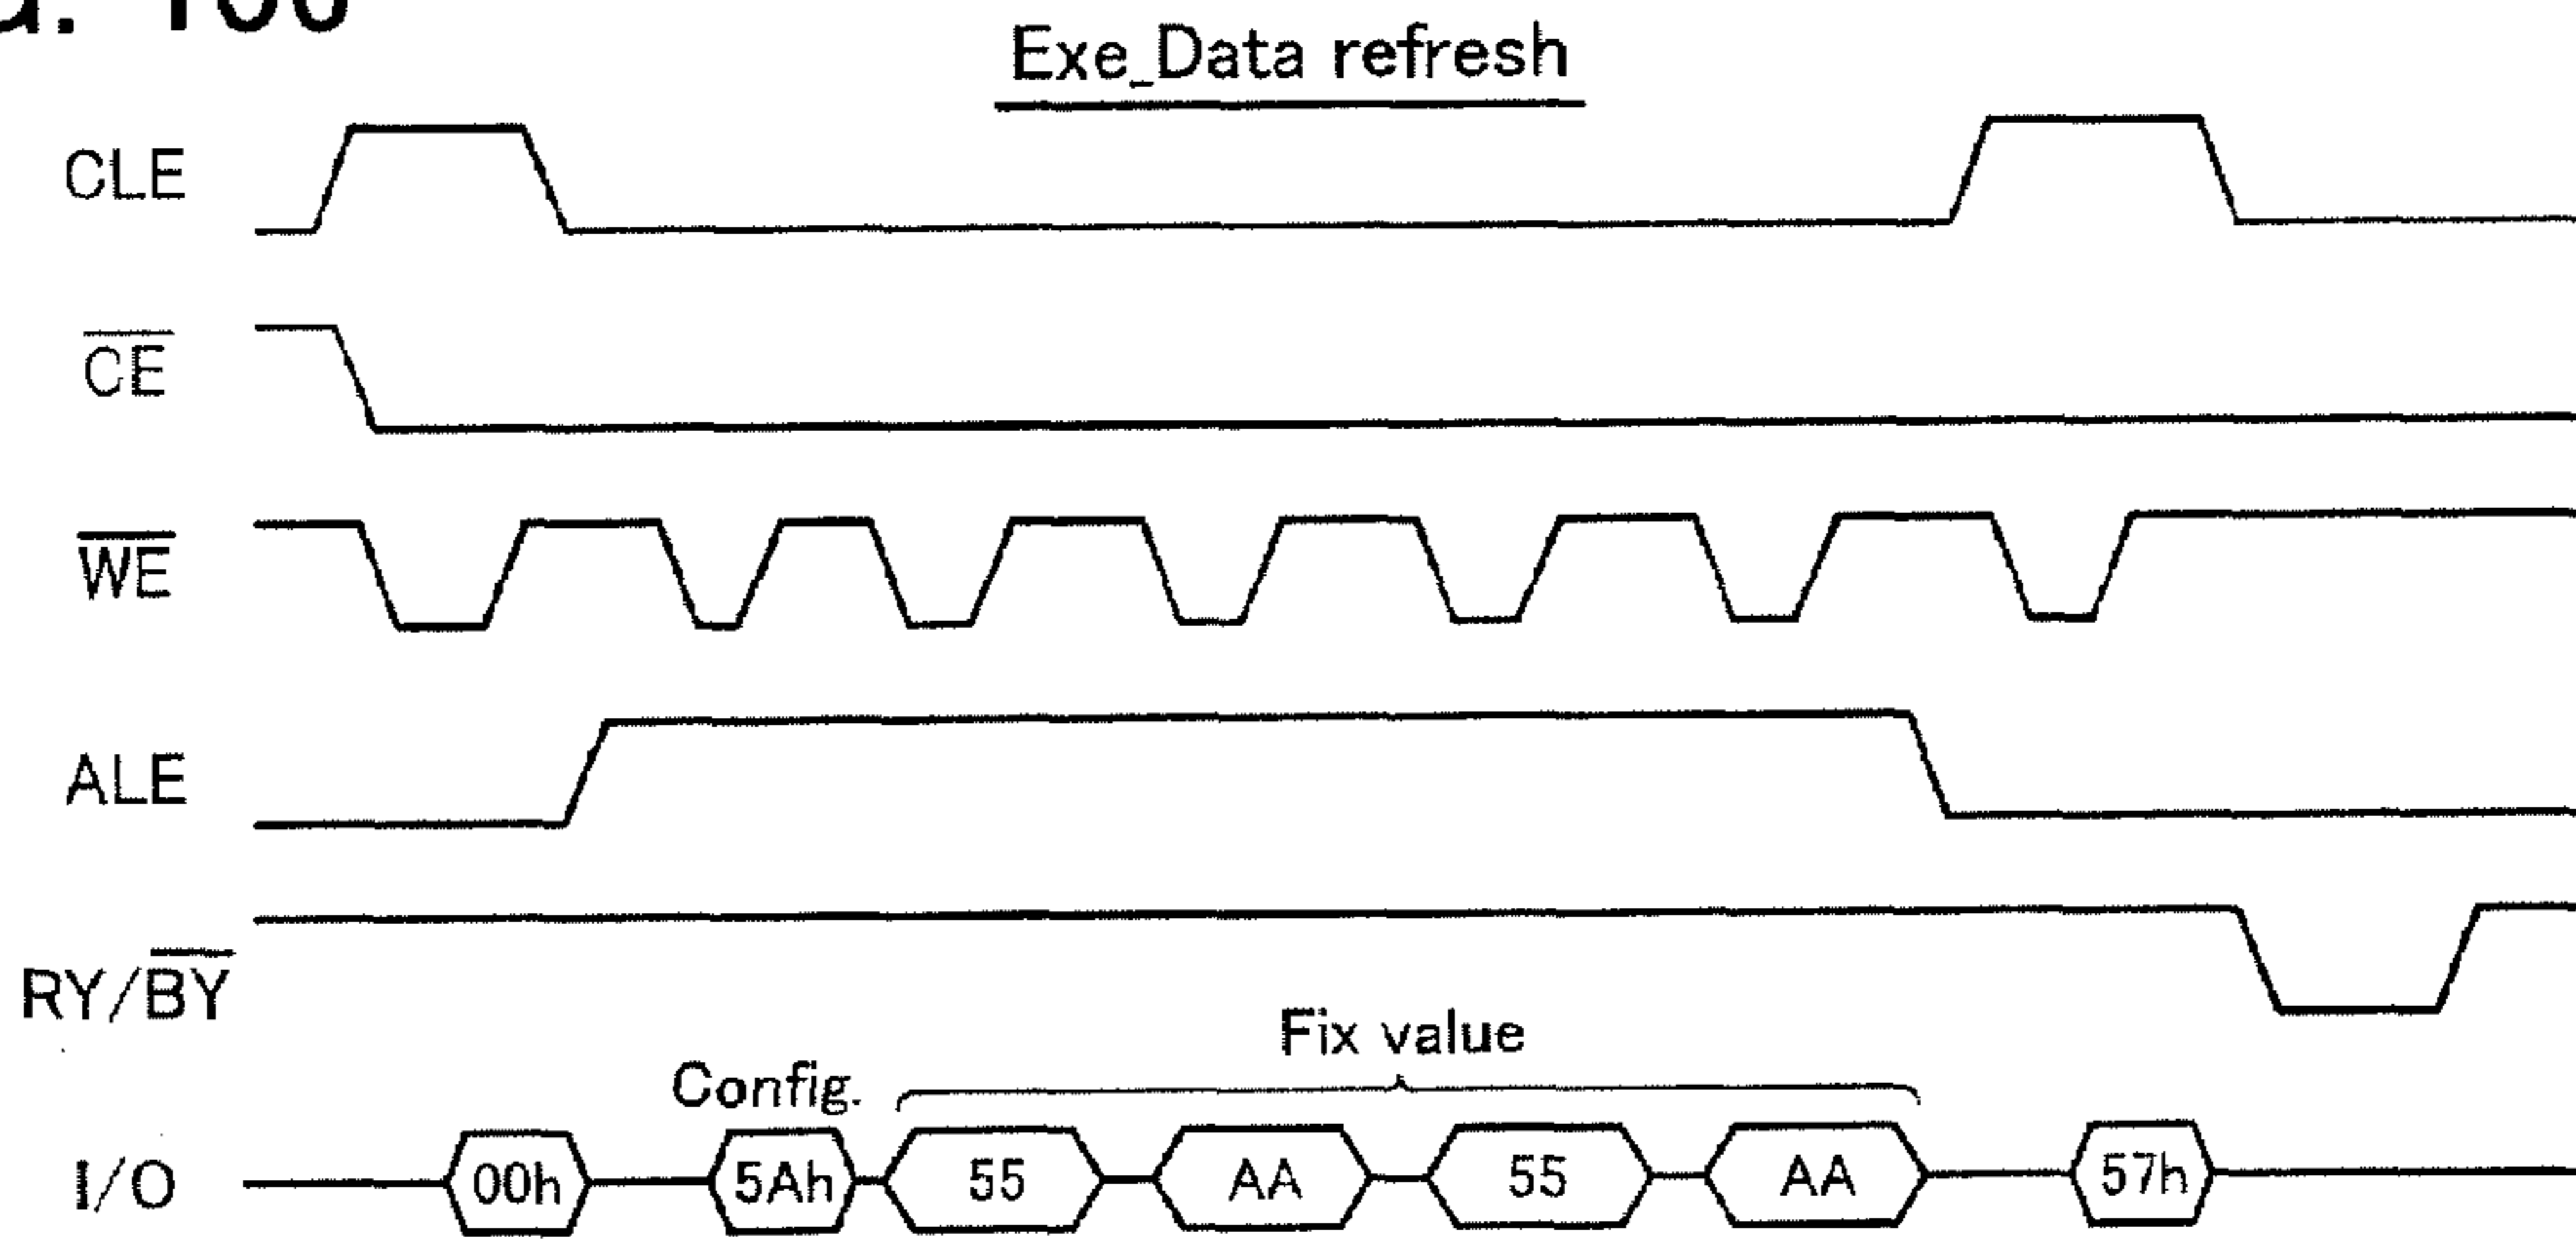 Exe_Data refresh
CLE
CE
WE
ALE
RY/BY
Fix value
Config.
I/O 00h 5Ah 55 AA 55 AA 57h